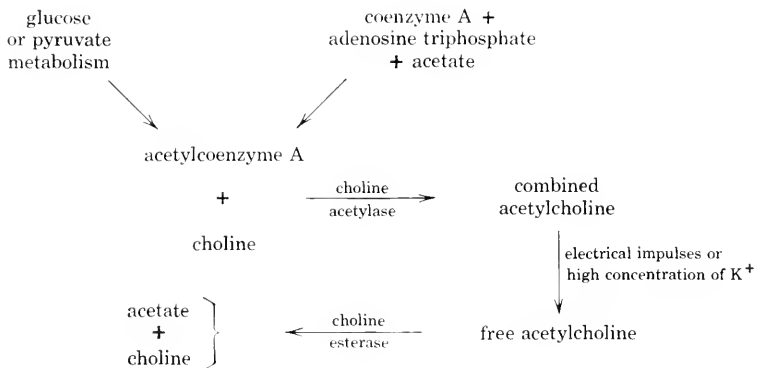 glucose
or pyruvate
metabolism
coenzyme A +
adenosine triphosphate
+ acetate
acetylcoenzyme A
+
choline
choline
acetylase
combined
acetylcholine
electrical impulses or
high concentration of K+
free acetylcholine
choline
esterase
acetate
+
choline